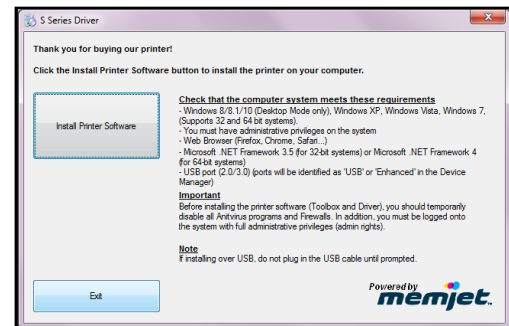 S Series Driver
Thank you for buying our printer!
Click the Install Printer Software button to install the printer on your computer.
Install Printer Software
Check that the computer system meets these requirements
- Windows 8/8.1/10 (Desktop Mode only), Windows XP, Windows Vista, Windows 7,
(Supports 32 and 64 bit systems).
- You must have administrative privileges on the system
- Web Browser (Firefox, Chrome, Safari...)
- Microsoft .NET Framework 3.5 (for 32-bit systems) or Microsoft .NET Framework 4
(for 64-bit systems)
- USB port (2.0/3.0) (ports will be identified as 'USB' or 'Enhanced' in the Device
Manager)
Important
Before installing the printer software (Toolbox and Driver), you should temporarily
disable all Anitvirus programs and Firewalls. In addition, you must be logged onto
the system with full administrative privileges (admin rights).
Note
If installing over USB, do not plug in the USB cable until prompted.
Exit
Powered by
memjet